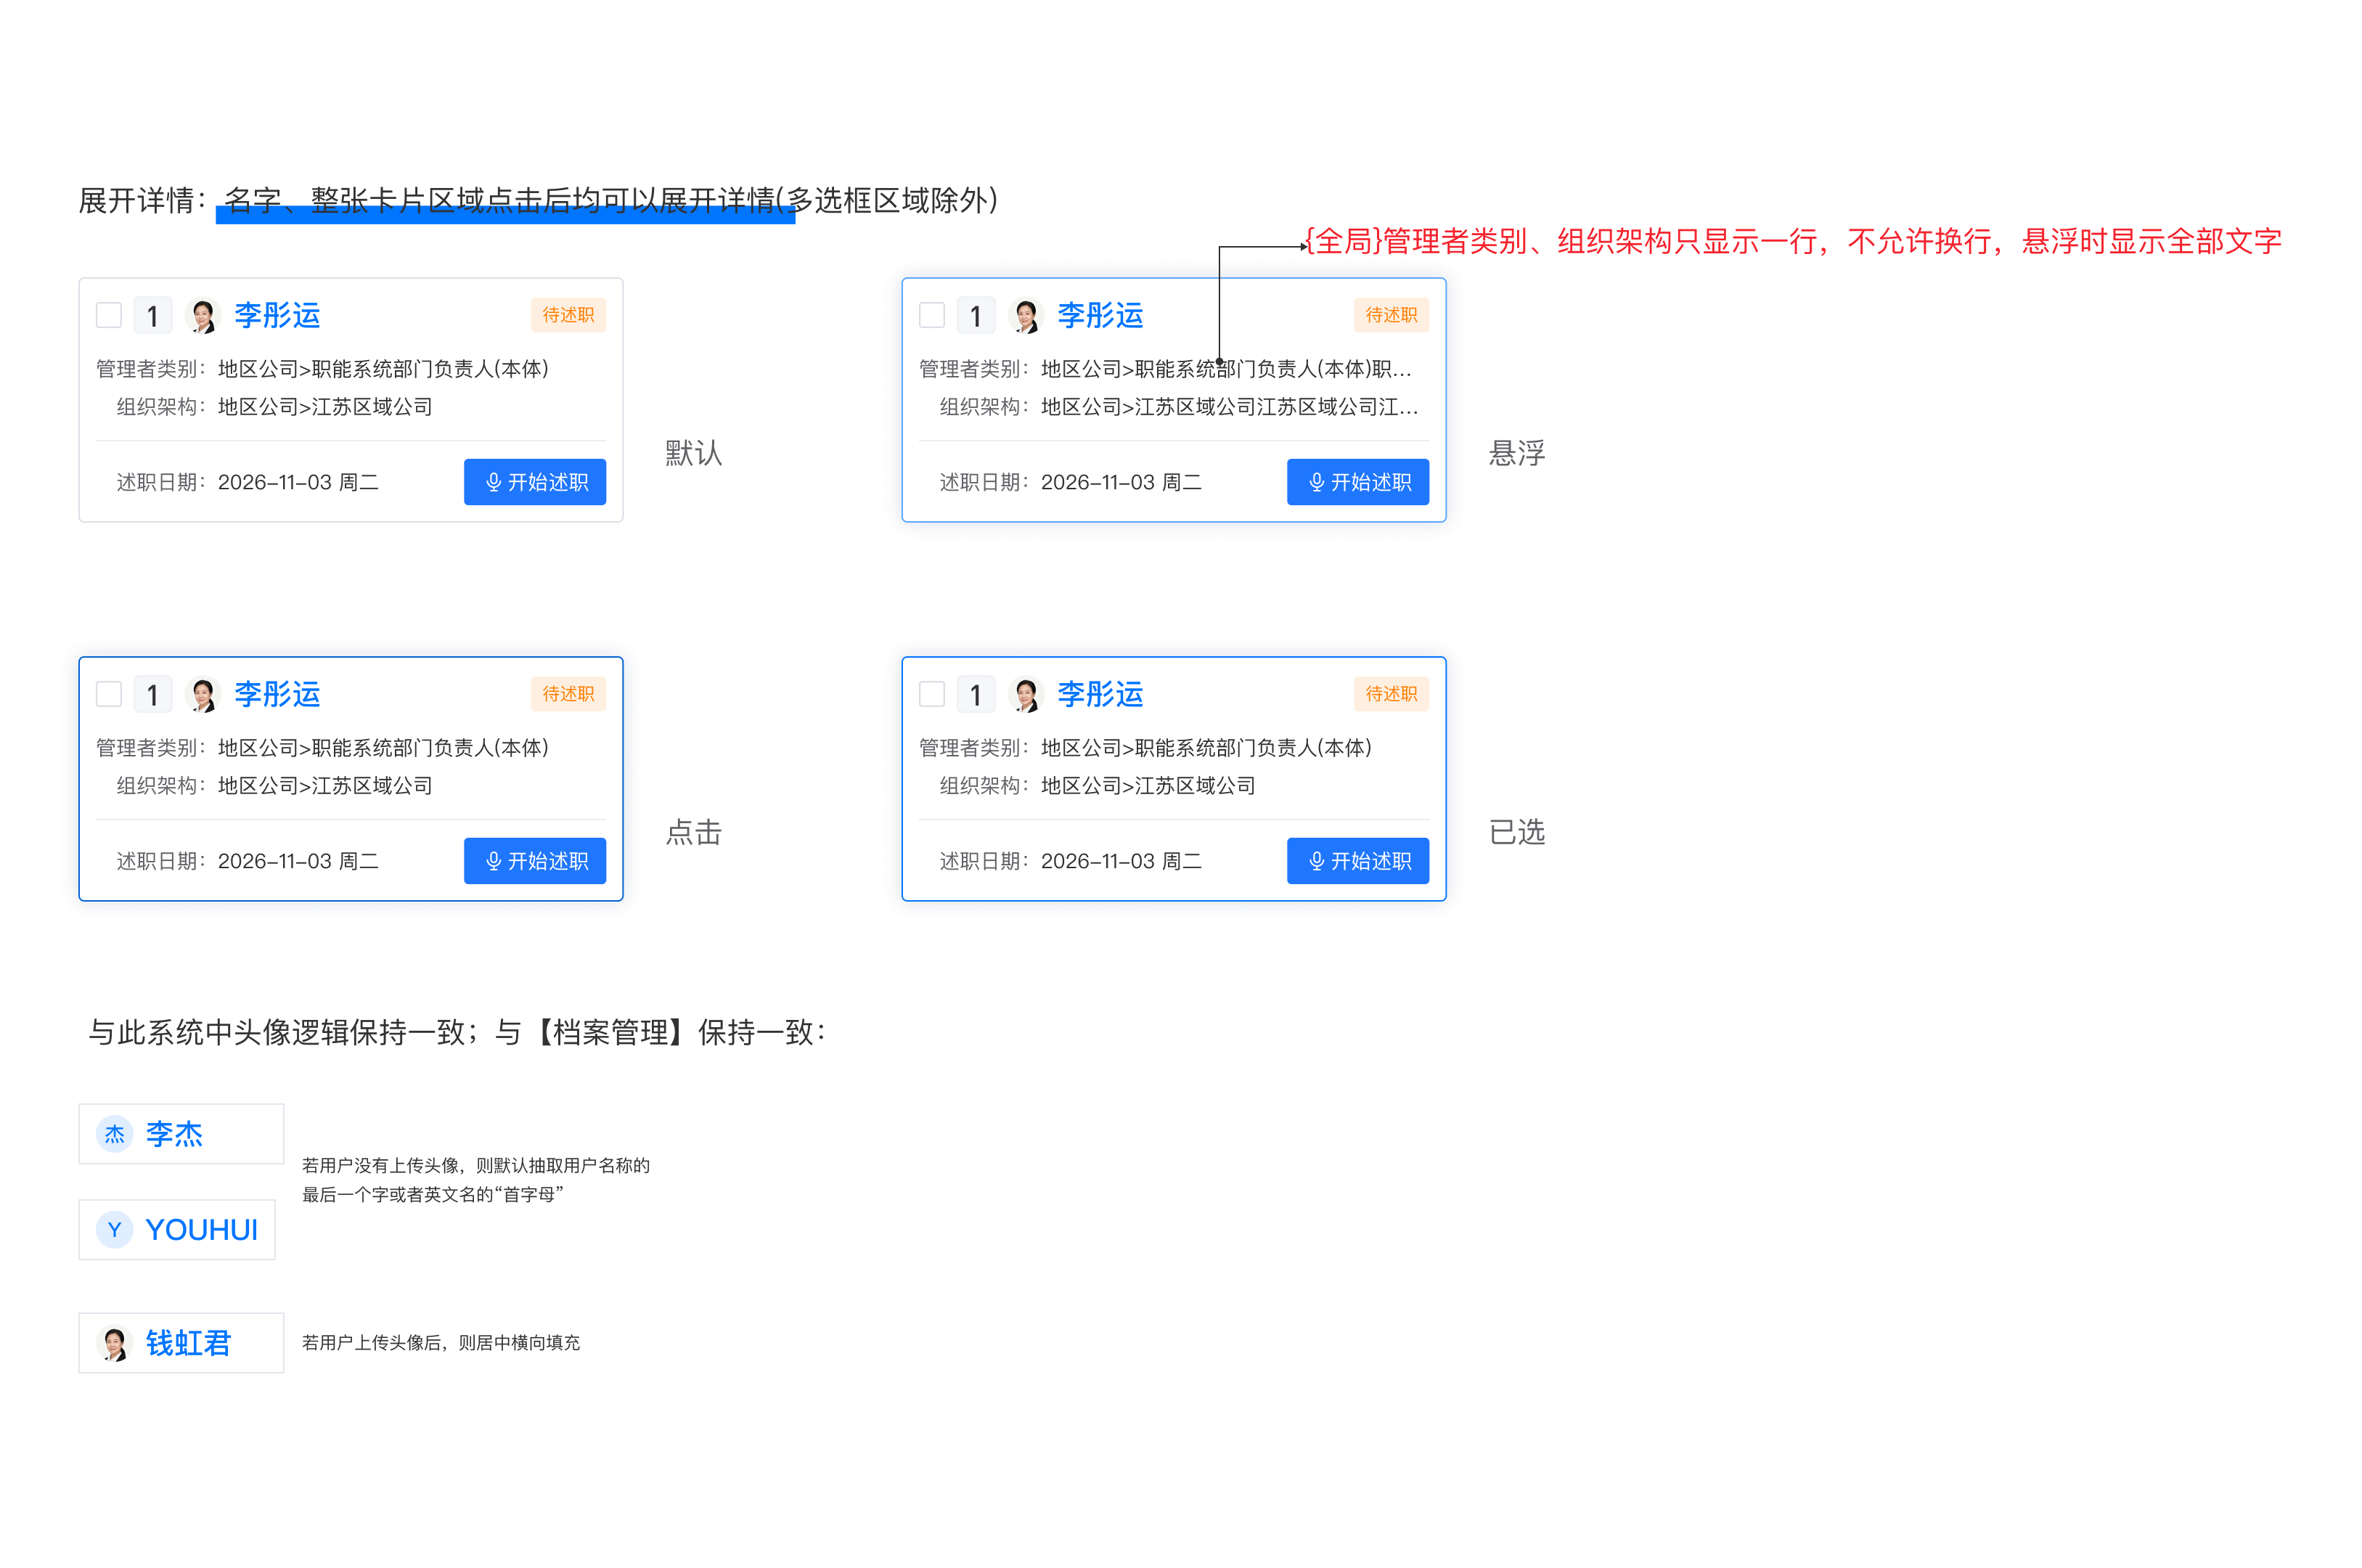 展开详情：名字、整张卡片区域点击后均可以展开详情(多选框区域除外)
{全局}管理者类别、组织架构只显示一行，不允许换行，悬浮时显示全部文字
1 李彤运 待述职
管理者类别：地区公司>职能系统部门负责人(本体)
组织架构：地区公司>江苏区域公司
述职日期：2026-11-03 周二 开始述职
默认
1 李彤运 待述职
管理者类别：地区公司>职能系统部门负责人(本体)职...
组织架构：地区公司>江苏区域公司江苏区域公司江...
述职日期：2026-11-03 周二 开始述职
悬浮
1 李彤运 待述职
管理者类别：地区公司>职能系统部门负责人(本体)
组织架构：地区公司>江苏区域公司
述职日期：2026-11-03 周二 开始述职
点击
1 李彤运 待述职
管理者类别：地区公司>职能系统部门负责人(本体)
组织架构：地区公司>江苏区域公司
述职日期：2026-11-03 周二 开始述职
已选
与此系统中头像逻辑保持一致；与【档案管理】保持一致：
杰 李杰
Y YOUHUI
若用户没有上传头像，则默认抽取用户名称的
最后一个字或者英文名的“首字母”
钱虹君
若用户上传头像后，则居中横向填充